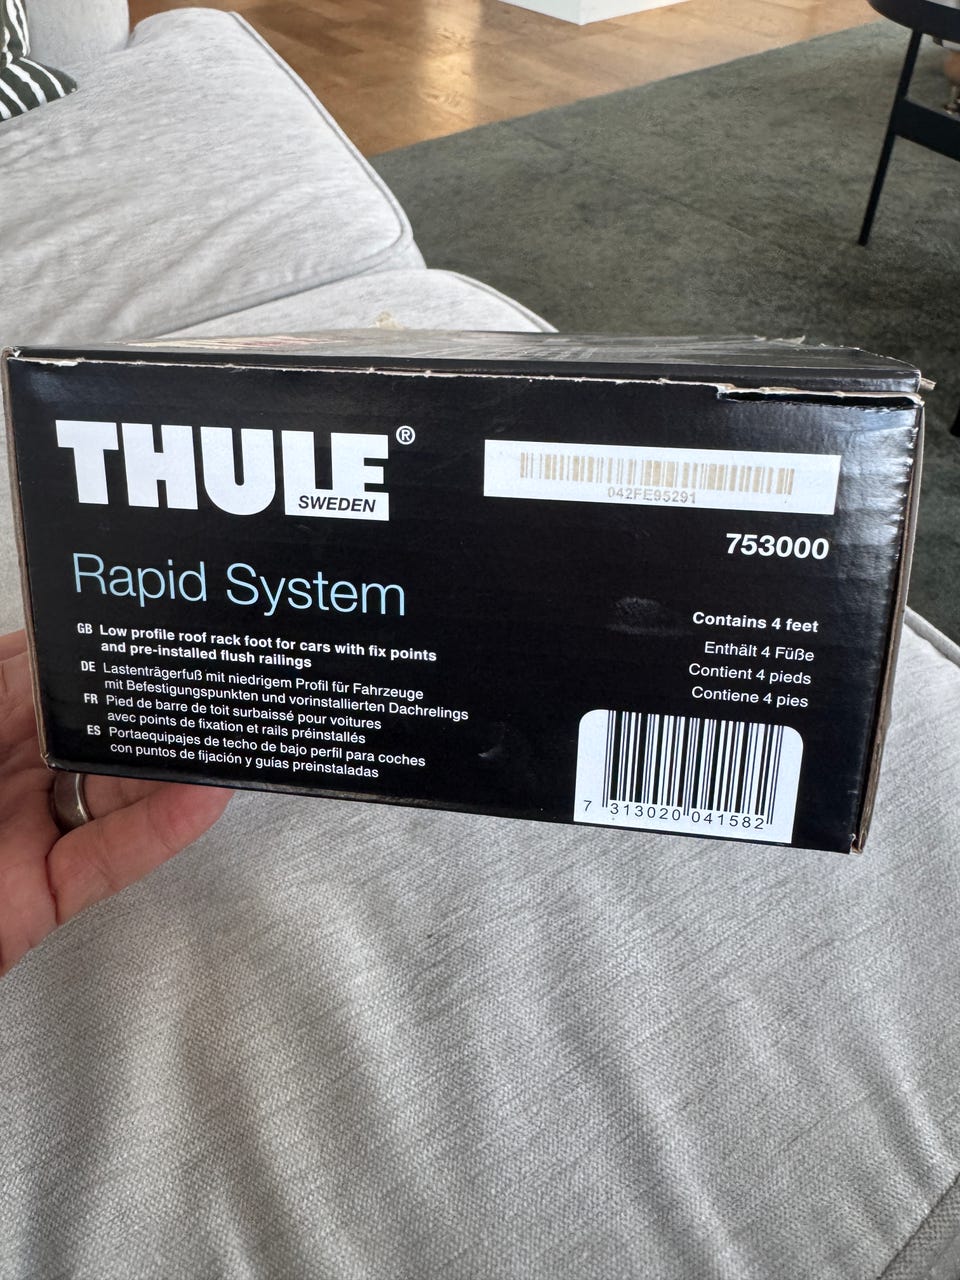 THULE®
SWEDEN
042FE95291
753000
Rapid System
GB Low profile roof rack foot for cars with fix points
and pre-installed flush railings
DE Lastenträgerfuß mit niedrigem Profil für Fahrzeuge
mit Befestigungspunkten und vorinstallierten Dachrelings
FR Pied de barre de toit surbaissé pour voitures
avec points de fixation et rails préinstallés
ES Portaequipajes de techo de bajo perfil para coches
con puntos de fijación y guías preinstaladas
Contains 4 feet
Enthält 4 Füße
Contient 4 pieds
Contiene 4 pies
7 313020 041582